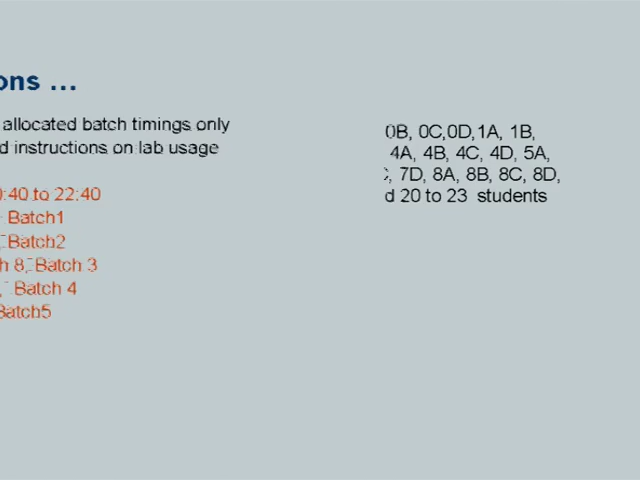 ons ...
allocated batch timings only
d instructions on lab usage
:40 to 22:40
Batch1
, Batch2
h 8, Batch 3
, Batch 4
Batch5
0B, 0C,0D,1A, 1B,
4A, 4B, 4C, 4D, 5A,
, 7D, 8A, 8B, 8C, 8D,
d 20 to 23 students